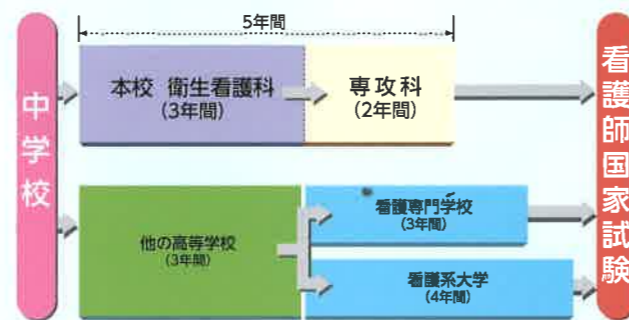 5年間
中学校
本校 衛生看護科
(3年間)
専攻科
(2年間)
他の高等学校
(3年間)
看護専門学校
(3年間)
看護系大学
(4年間)
看護師国家試験